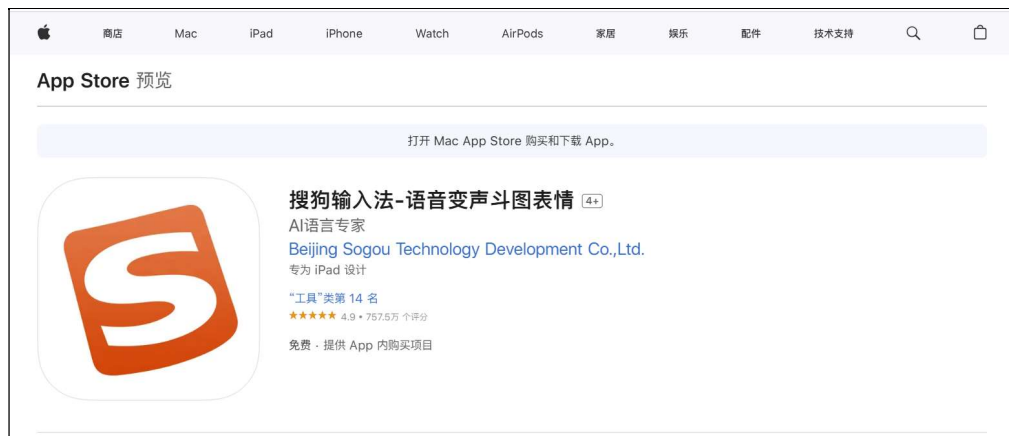 商店 Mac iPad iPhone Watch AirPods 家居 娱乐 配件 技术支持
App Store 预览
打开 Mac App Store 购买和下载 App。
搜狗输入法-语音变声斗图表情 4+
AI语言专家
Beijing Sogou Technology Development Co.,Ltd.
专为 iPad 设计
“工具”类第 14 名
★★★★★ 4.9 • 757.5万 个评分
免费 · 提供 App 内购买项目